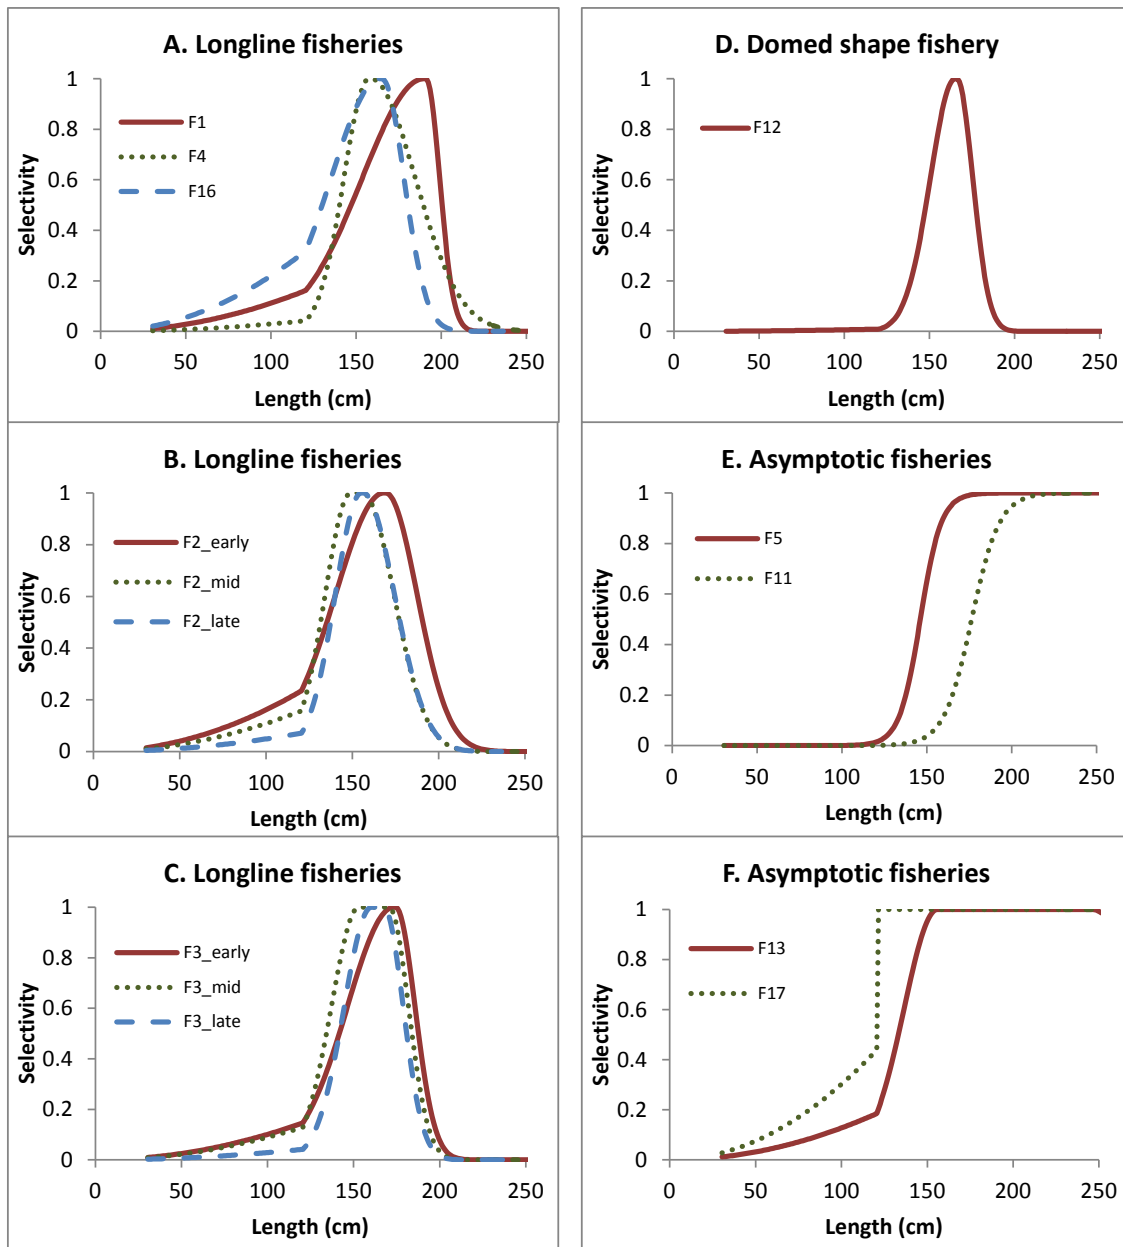 A. Longline fisheries
1
0.8
0.6
0.4
0.2
0
Selectivity
F1
F4
F16
0 50 100 150 200 250
Length (cm)
D. Domed shape fishery
1
0.8
0.6
0.4
0.2
0
Selectivity
F12
0 50 100 150 200 250
Length (cm)
B. Longline fisheries
1
0.8
0.6
0.4
0.2
0
Selectivity
F2_early
F2_mid
F2_late
0 50 100 150 200 250
Length (cm)
E. Asymptotic fisheries
1
0.8
0.6
0.4
0.2
0
Selectivity
F5
F11
0 50 100 150 200 250
Length (cm)
C. Longline fisheries
1
0.8
0.6
0.4
0.2
0
Selectivity
F3_early
F3_mid
F3_late
0 50 100 150 200 250
Length (cm)
F. Asymptotic fisheries
1
0.8
0.6
0.4
0.2
0
Selectivity
F13
F17
0 50 100 150 200 250
Length (cm)